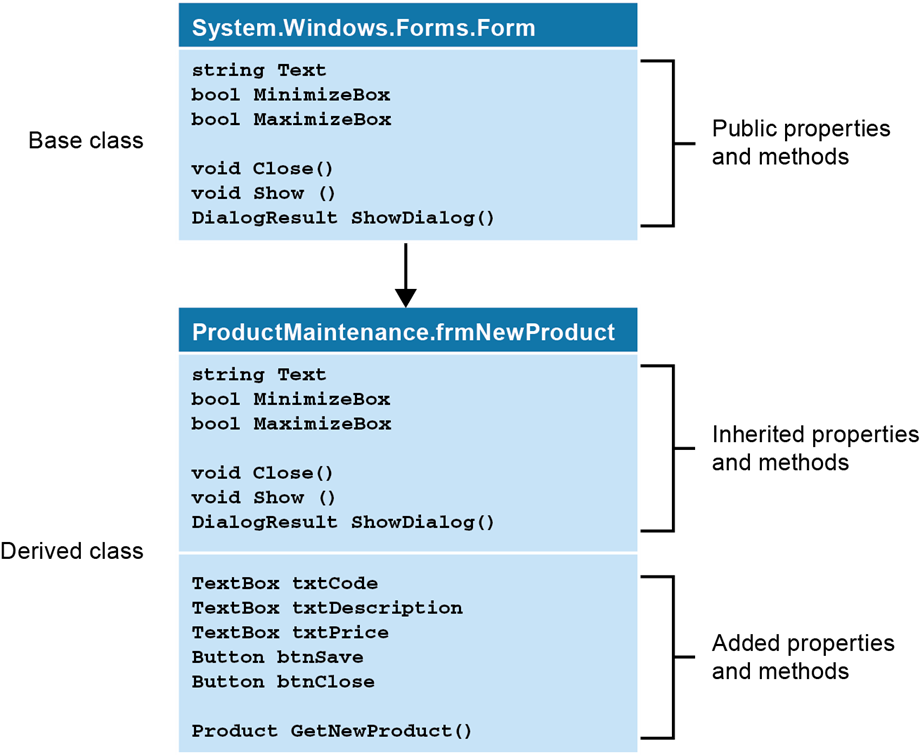 System.Windows.Forms.Form
string Text
bool MinimizeBox
bool MaximizeBox
void Close()
void Show ()
DialogResult ShowDialog()
Base class
Public properties
and methods
ProductMaintenance.frmNewProduct
string Text
bool MinimizeBox
bool MaximizeBox
void Close()
void Show ()
DialogResult ShowDialog()
Inherited properties
and methods
Derived class
TextBox txtCode
TextBox txtDescription
TextBox txtPrice
Button btnSave
Button btnClose
Product GetNewProduct()
Added properties
and methods